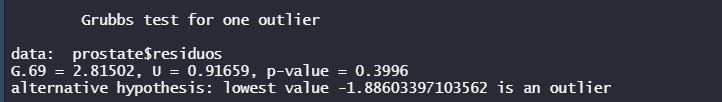 Grubbs test for one outlier
data:  prostate$residuos
G.69 = 2.81502, U = 0.91659, p-value = 0.3996
alternative hypothesis: lowest value -1.88603397103562 is an outlier